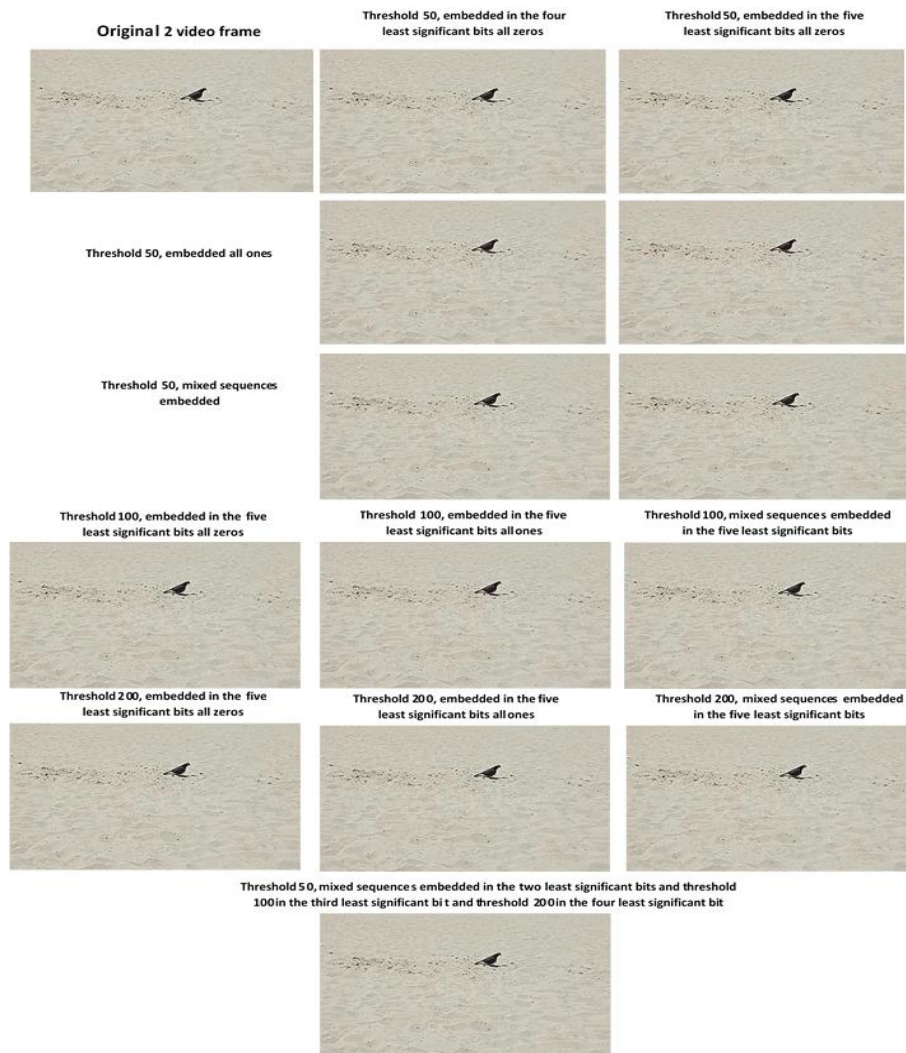 Original 2 video frame
Threshold 50, embedded in the four
least significant bits all zeros
Threshold 50, embedded in the five
least significant bits all zeros
Threshold 50, embedded all ones
Threshold 50, mixed sequences
embedded
Threshold 100, embedded in the five
least significant bits all zeros
Threshold 100, embedded in the five
least significant bits all ones
Threshold 100, mixed sequences embedded
in the five least significant bits
Threshold 200, embedded in the five
least significant bits all zeros
Threshold 200, embedded in the five
least significant bits all ones
Threshold 200, mixed sequences embedded
in the five least significant bits
Threshold 50, mixed sequences embedded in the two least significant bits and threshold
100 in the third least significant bit and threshold 200 in the four least significant bit